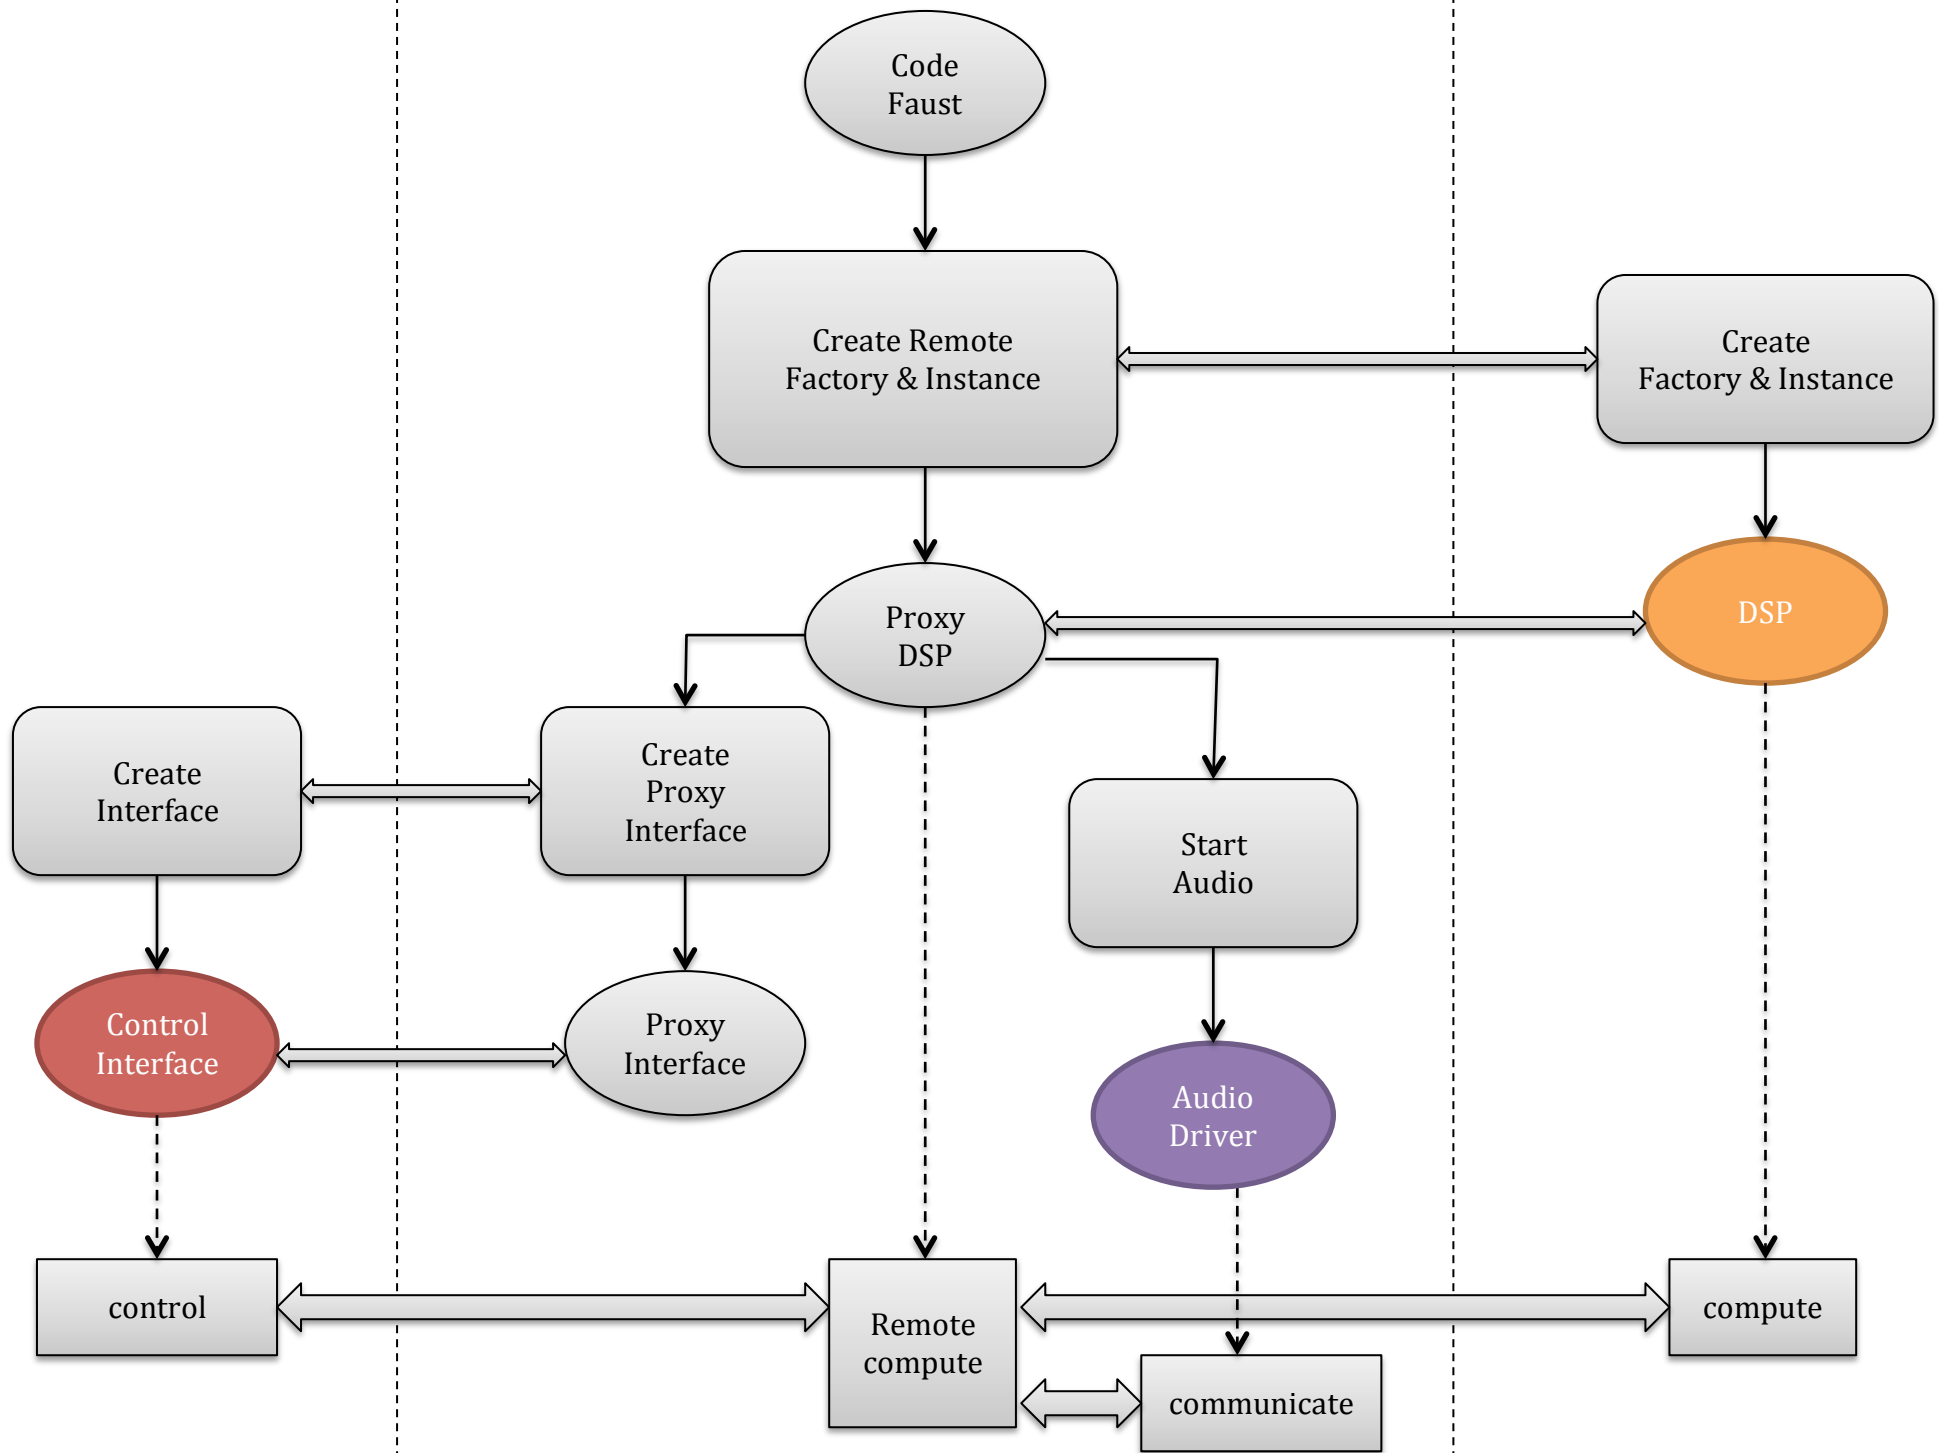 Code
Faust
Create Remote
Factory & Instance
Create
Factory & Instance
Proxy
DSP
DSP
Create
Interface
Create
Proxy
Interface
Start
Audio
Control
Interface
Proxy
Interface
Audio
Driver
control
Remote
compute
compute
communicate